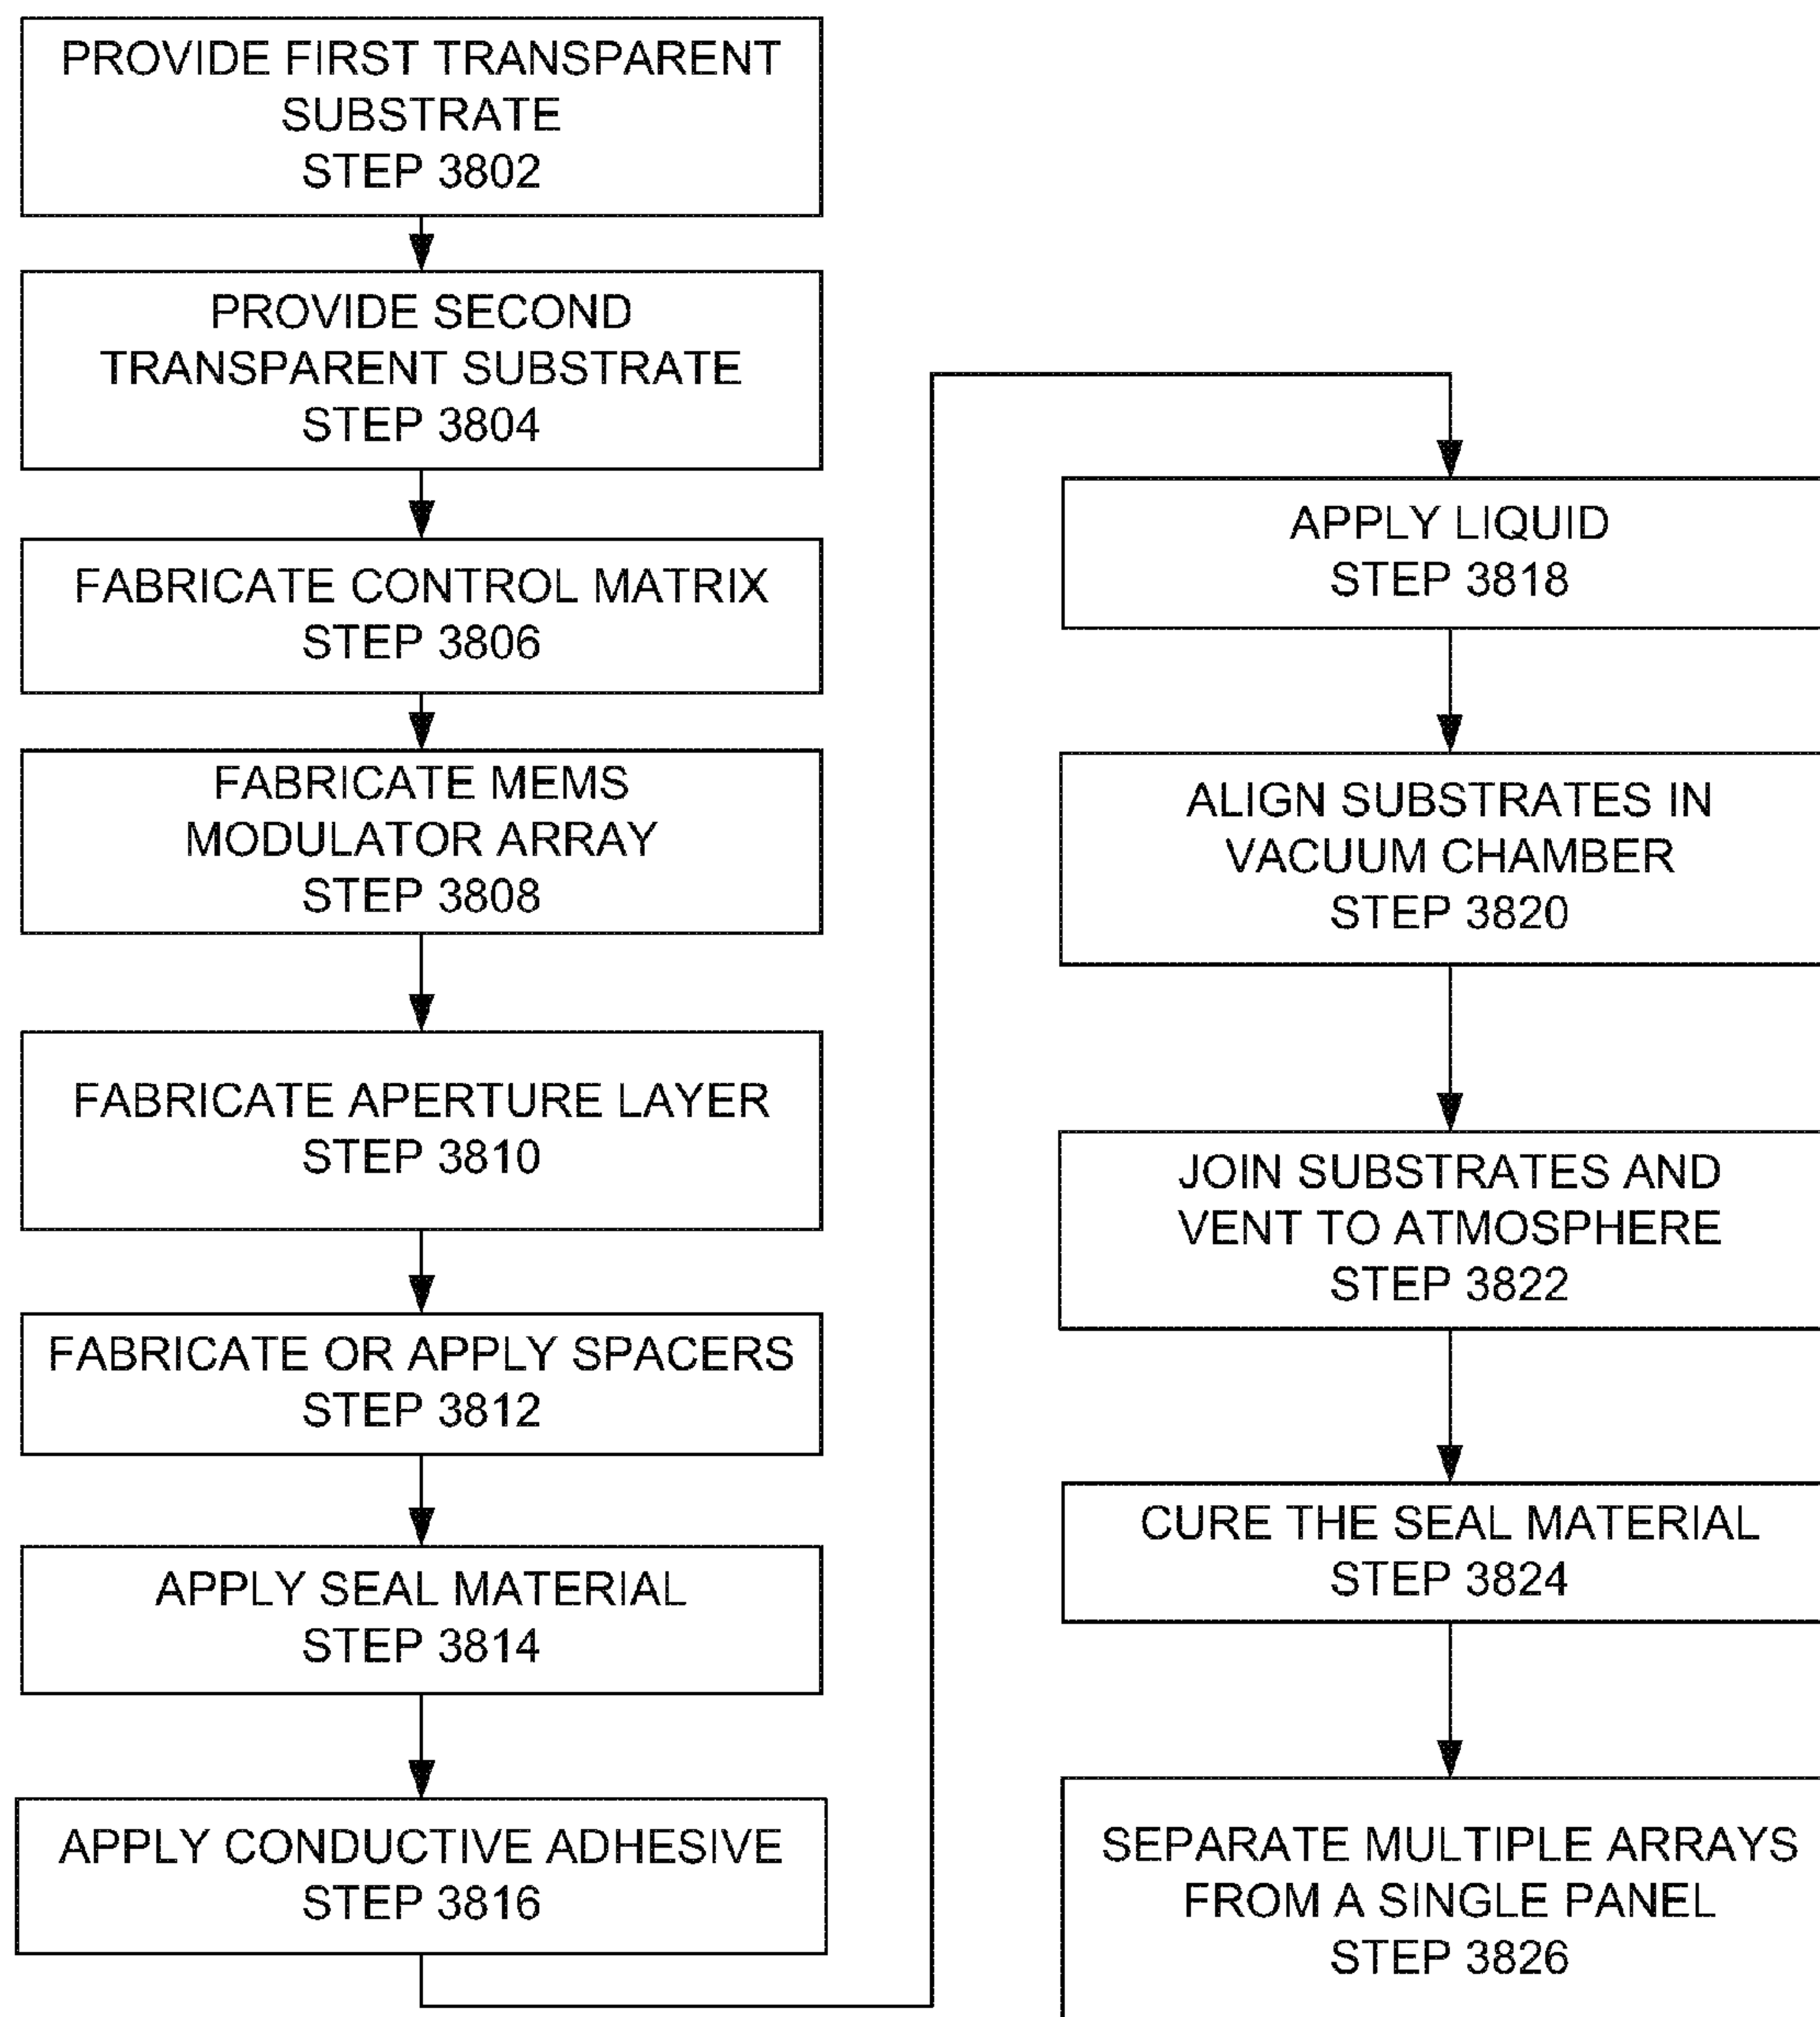 PROVIDE FIRST TRANSPARENT
SUBSTRATE
STEP 3802
PROVIDE SECOND
TRANSPARENT SUBSTRATE
STEP 3804
FABRICATE CONTROL MATRIX
STEP 3806
FABRICATE MEMS
MODULATOR ARRAY
STEP 3808
FABRICATE APERTURE LAYER
STEP 3810
FABRICATE OR APPLY SPACERS
STEP 3812
APPLY SEAL MATERIAL
STEP 3814
APPLY CONDUCTIVE ADHESIVE
STEP 3816
APPLY LIQUID
STEP 3818
ALIGN SUBSTRATES IN
VACUUM CHAMBER
STEP 3820
JOIN SUBSTRATES AND
VENT TO ATMOSPHERE
STEP 3822
CURE THE SEAL MATERIAL
STEP 3824
SEPARATE MULTIPLE ARRAYS
FROM A SINGLE PANEL
STEP 3826